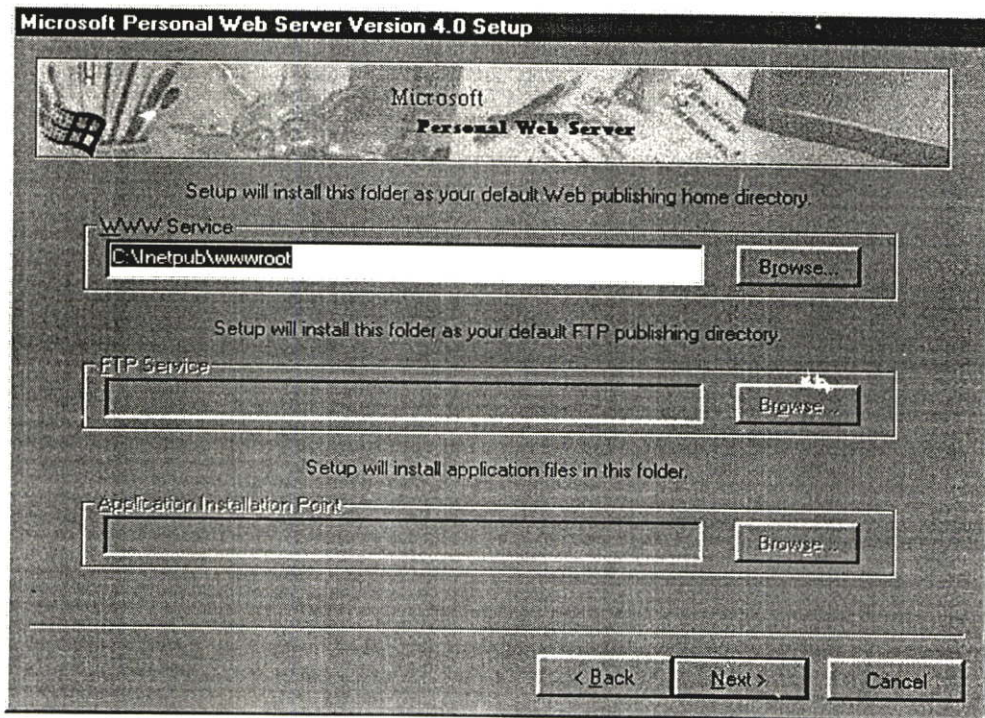 Microsoft Personal Web Server Version 4.0 Setup
Microsoft
Personal Web Server
Setup will install this folder as your default Web publishing home directory.
WWW Service
C:\Inetpub\wwwroot
Browse...
Setup will install this folder as your default FTP publishing directory.
FTP Service
Browse...
Setup will install application files in this folder.
Application Installation Point
Browse...
< Back
Next >
Cancel